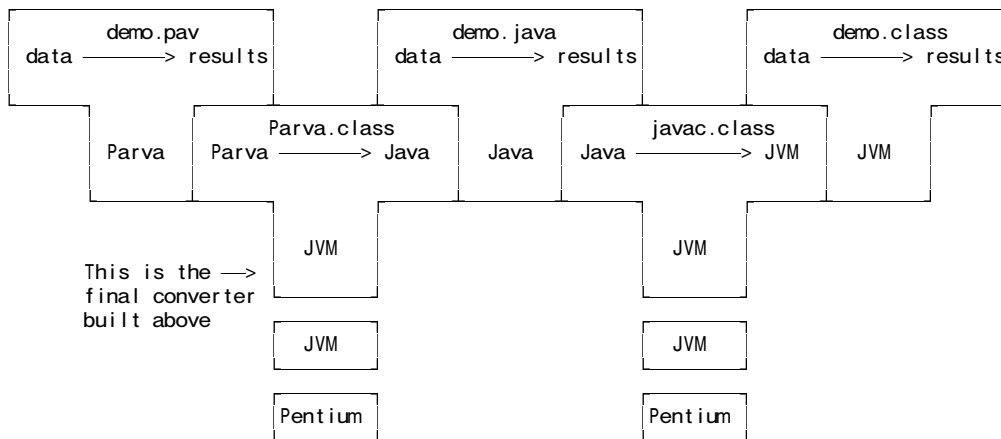 demo.pav demo.java demo.class
data ———> results data ———> results data ———> results
Parva.class javac.class
Parva Parva ———> Java Java Java ———> JVM JVM
JVM JVM
This is the —>
final converter
built above
JVM JVM
Pentium Pentium